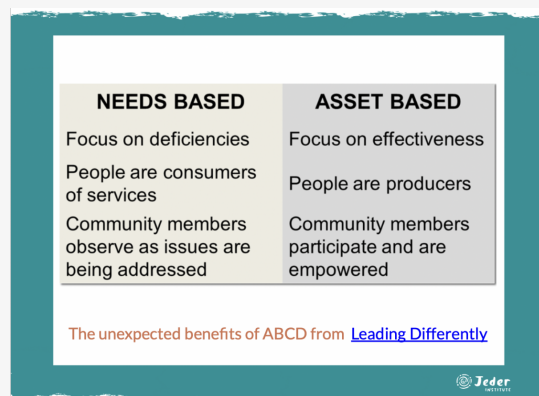 NEEDS BASED
ASSET BASED
Focus on deficiencies
Focus on effectiveness
People are consumers
of services
People are producers
Community members
observe as issues are
being addressed
Community members
participate and are
empowered
The unexpected benefits of ABCD from Leading Differently
Jeder
INSTITUTE